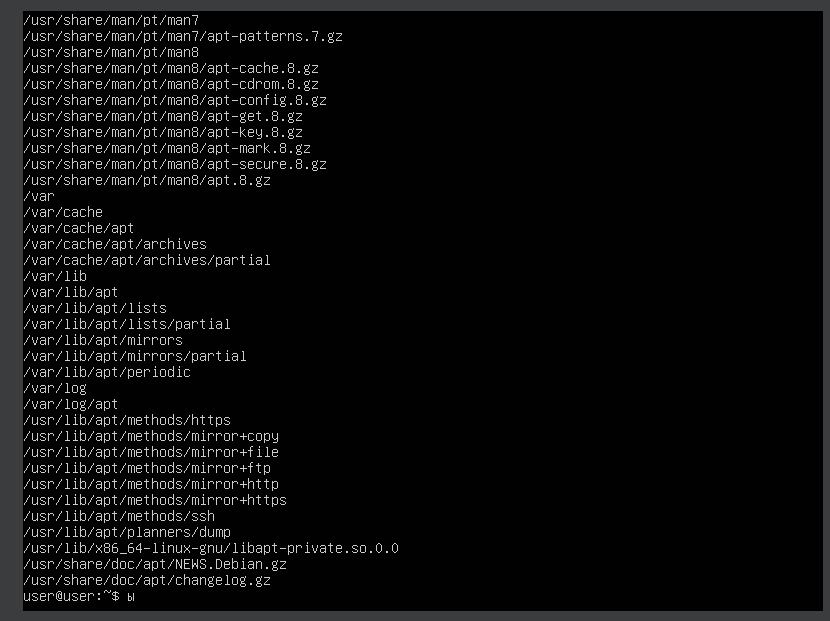 /usr/share/man/pt/man7
/usr/share/man/pt/man7/apt-patterns.7.gz
/usr/share/man/pt/man8
/usr/share/man/pt/man8/apt-cache.8.gz
/usr/share/man/pt/man8/apt-cdrom.8.gz
/usr/share/man/pt/man8/apt-config.8.gz
/usr/share/man/pt/man8/apt-get.8.gz
/usr/share/man/pt/man8/apt-key.8.gz
/usr/share/man/pt/man8/apt-mark.8.gz
/usr/share/man/pt/man8/apt-secure.8.gz
/usr/share/man/pt/man8/apt.8.gz
/var
/var/cache
/var/cache/apt
/var/cache/apt/archives
/var/cache/apt/archives/partial
/var/lib
/var/lib/apt
/var/lib/apt/lists
/var/lib/apt/lists/partial
/var/lib/apt/mirrors
/var/lib/apt/mirrors/partial
/var/lib/apt/periodic
/var/log
/var/log/apt
/usr/lib/apt/methods/https
/usr/lib/apt/methods/mirror+copy
/usr/lib/apt/methods/mirror+file
/usr/lib/apt/methods/mirror+ftp
/usr/lib/apt/methods/mirror+http
/usr/lib/apt/methods/mirror+https
/usr/lib/apt/methods/ssh
/usr/lib/apt/planners/dump
/usr/lib/x86_64-linux-gnu/libapt-private.so.0.0
/usr/share/doc/apt/NEWS.Debian.gz
/usr/share/doc/apt/changelog.gz
user@user:~$ ы